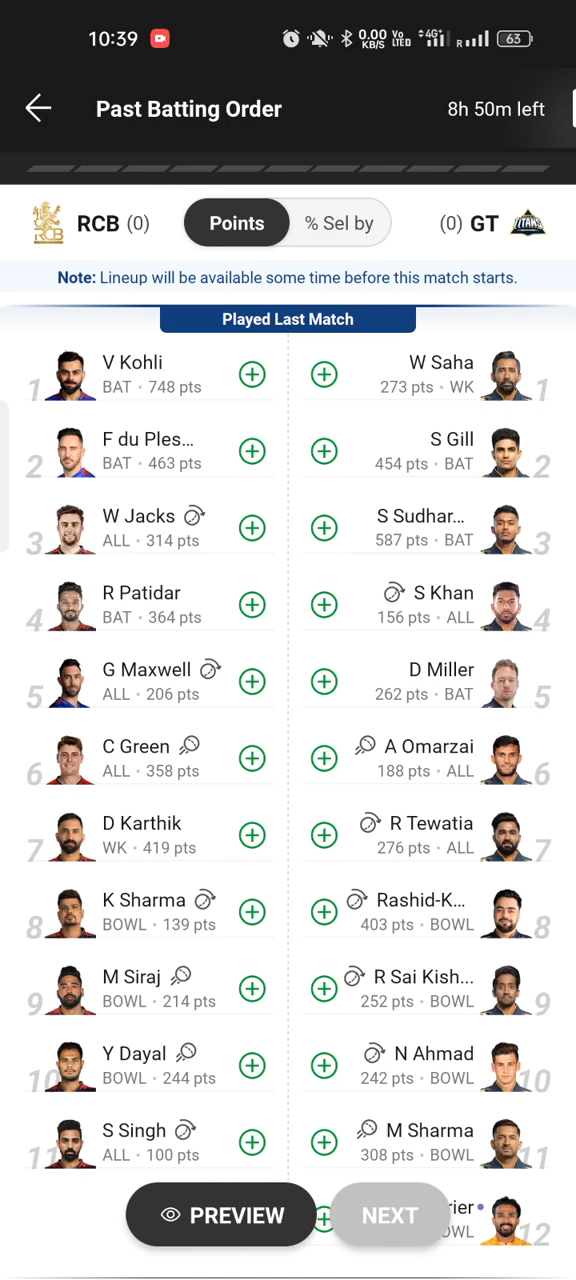 10:39 0.00 KB/S Vo LTED 4G R 63
Past Batting Order 8h 50m left
RCB (0) Points % Sel by (0) GT
Note: Lineup will be available some time before this match starts.
Played Last Match
1 V Kohli W Saha 1
BAT • 748 pts 273 pts • WK
2 F du Ples... S Gill 2
BAT • 463 pts 454 pts • BAT
3 W Jacks S Sudhar... 3
ALL • 314 pts 587 pts • BAT
4 R Patidar S Khan 4
BAT • 364 pts 156 pts • ALL
5 G Maxwell D Miller 5
ALL • 206 pts 262 pts • BAT
6 C Green A Omarzai 6
ALL • 358 pts 188 pts • ALL
7 D Karthik R Tewatia 7
WK • 419 pts 276 pts • ALL
8 K Sharma Rashid-K... 8
BOWL • 139 pts 403 pts • BOWL
9 M Siraj R Sai Kish... 9
BOWL • 214 pts 252 pts • BOWL
10 Y Dayal N Ahmad 10
BOWL • 244 pts 242 pts • BOWL
11 S Singh M Sharma 11
ALL • 100 pts 308 pts • BOWL
PREVIEW NEXT rier 12
OWL